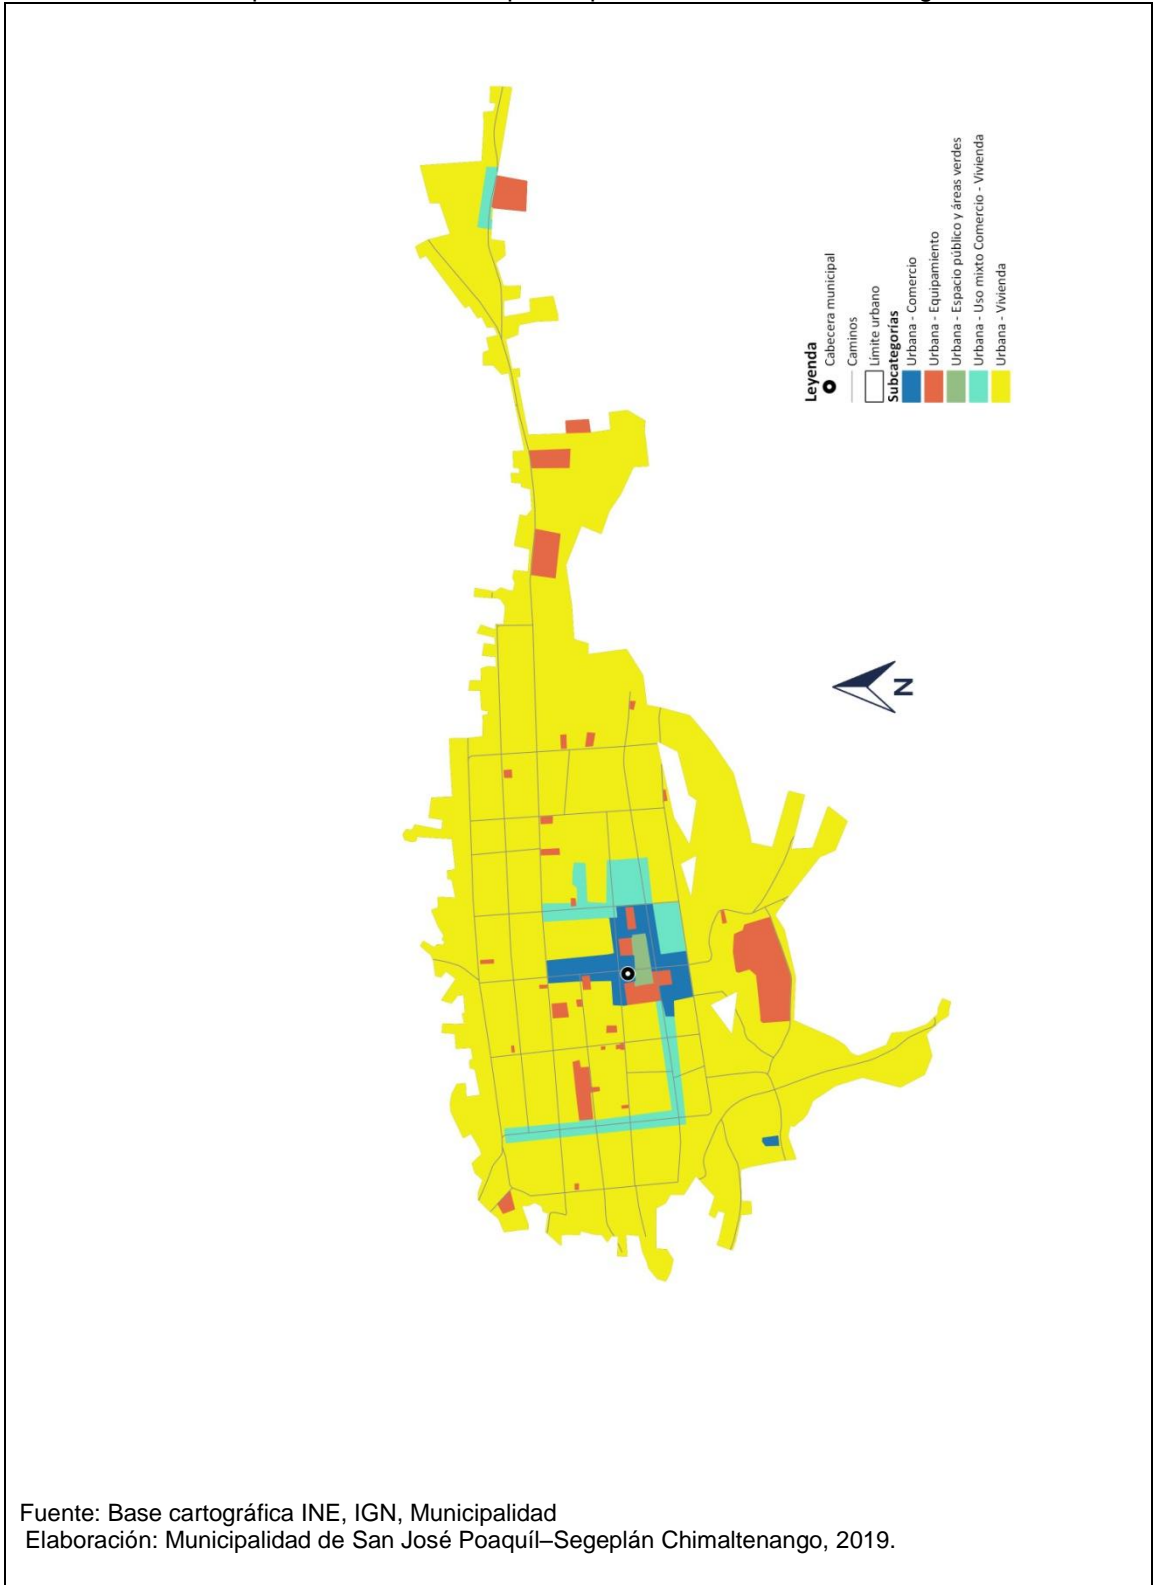 Leyenda
Cabecera municipal
Caminos
Límite urbano
Subcategorías
Urbana - Comercio
Urbana - Equipamiento
Urbana - Espacio público y áreas verdes
Urbana - Uso mixto Comercio - Vivienda
Urbana - Vivienda
N
Fuente: Base cartográfica INE, IGN, Municipalidad
Elaboración: Municipalidad de San José Poaquíl–Segeplán Chimaltenango, 2019.